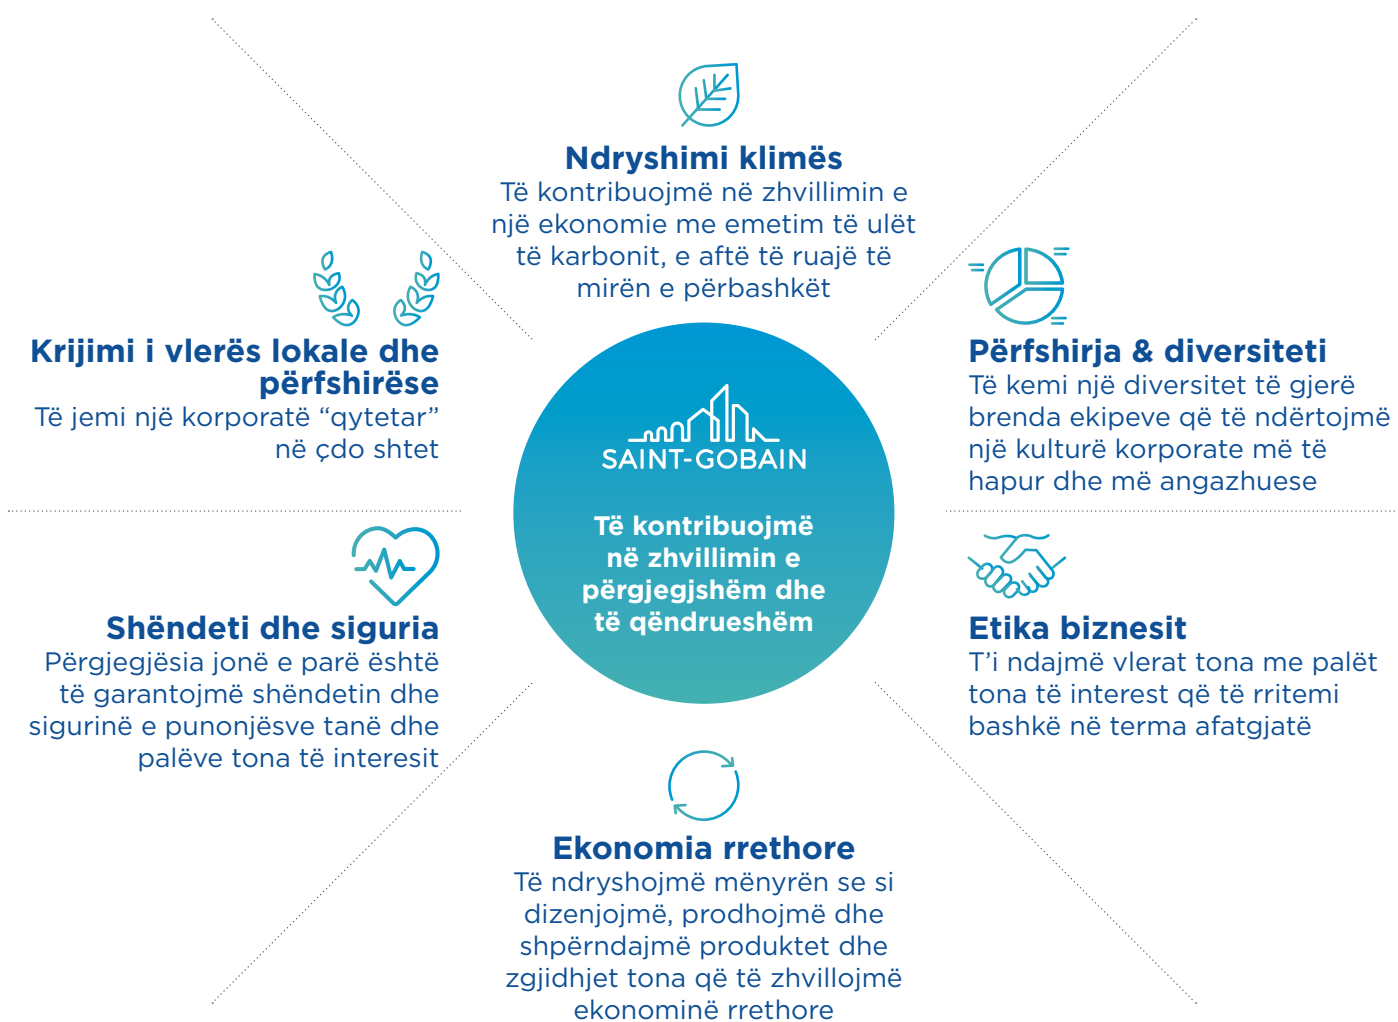 Ndryshimi klimës
Të kontribuojmë në zhvillimin e
një ekonomie me emetim të ulët
të karbonit, e aftë të ruajë të
mirën e përbashkët
Krijimi i vlerës lokale dhe
përfshirëse
Të jemi një korporatë “qytetar”
në çdo shtet
Përfshirja & diversiteti
Të kemi një diversitet të gjerë
brenda ekipeve që të ndërtojmë
një kulturë korporate më të
hapur dhe më angazhuese
SAINT-GOBAIN
Të kontribuojmë
në zhvillimin e
përgjegjshëm dhe
të qëndrueshëm
Shëndeti dhe siguria
Përgjegjësia jonë e parë është
të garantojmë shëndetin dhe
sigurinë e punonjësve tanë dhe
palëve tona të interesit
Etika biznesit
T’i ndajmë vlerat tona me palët
tona të interest që të rritemi
bashkë në terma afatgjatë
Ekonomia rrethore
Të ndryshojmë mënyrën se si
dizenjojmë, prodhojmë dhe
shpërndajmë produktet dhe
zgjidhjet tona që të zhvillojmë
ekonominë rrethore